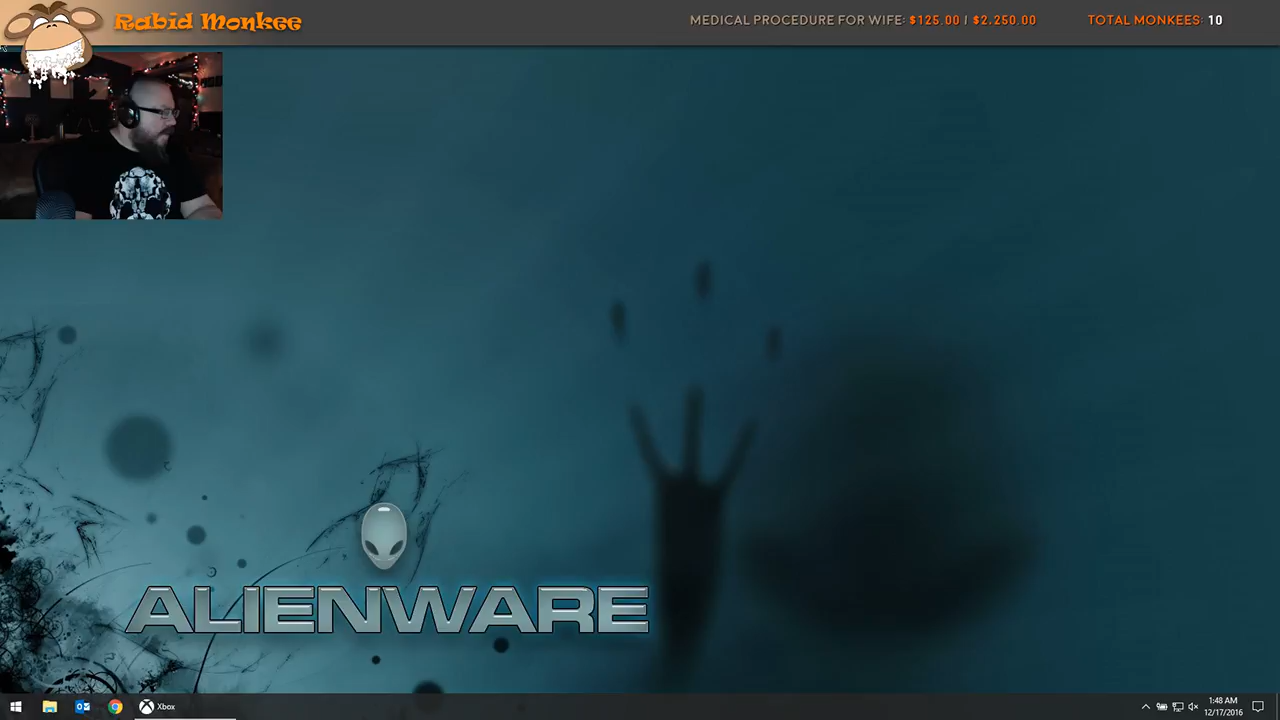 Rabid Monkee
MEDICAL PROCEDURE FOR WIFE: $125.00 / $2,250.00
TOTAL MONKEES: 10
ALIENWARE
Xbox
1:48 AM
12/17/2016